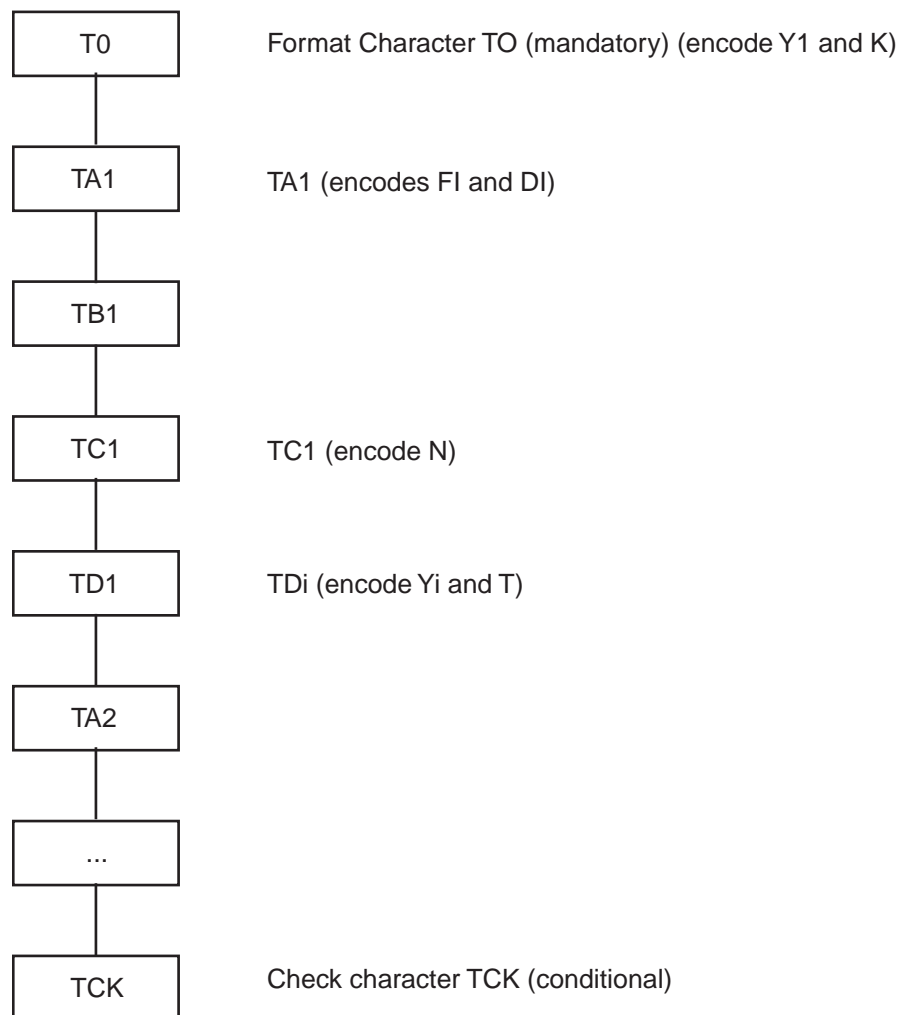 T0 Format Character TO (mandatory) (encode Y1 and K)
TA1 TA1 (encodes FI and DI)
TB1
TC1 TC1 (encode N)
TD1 TDi (encode Yi and T)
TA2
...
TCK Check character TCK (conditional)